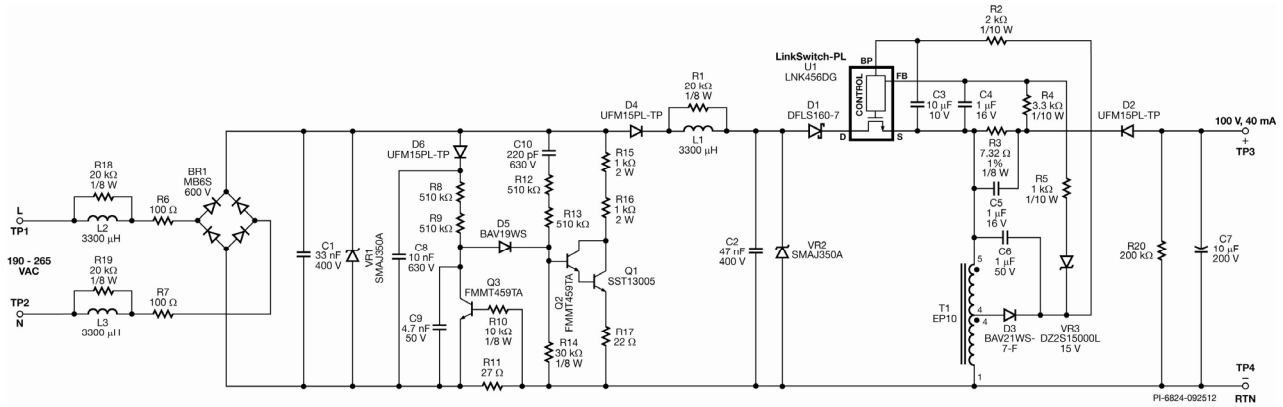 R18
20 kΩ
1/8 W
L
TP1
L2
3300 µH
R6
100 Ω
190 - 265
VAC
R19
20 kΩ
1/8 W
TP2
N
L3
3300 µH
R7
100 Ω
BR1
MB6S
600 V
C1
33 nF
400 V
VR1
SMAJ350A
D6
UFM15PL-TP
R8
510 kΩ
R9
510 kΩ
C8
10 nF
630 V
C9
4.7 nF
50 V
Q3
FMMT459TA
R10
10 kΩ
1/8 W
R11
27 Ω
D5
BAV19WS
C10
220 pF
630 V
R12
510 kΩ
R13
510 kΩ
R14
30 kΩ
1/8 W
Q2
FMMT459TA
R15
1 kΩ
2 W
R16
1 kΩ
2 W
Q1
SST13005
R17
22 Ω
D4
UFM15PL-TP
R1
20 kΩ
1/8 W
L1
3300 µH
C2
47 nF
400 V
VR2
SMAJ350A
D1
DFLS160-7
LinkSwitch-PL
U1
LNK456DG
CONTROL
BP
FB
D
S
R2
2 kΩ
1/10 W
C3
10 µF
10 V
C4
1 µF
16 V
R4
3.3 kΩ
1/10 W
R3
7.32 Ω
1%
1/8 W
C5
1 µF
16 V
C6
1 µF
50 V
R5
1 kΩ
1/10 W
T1
EP10
5
4
4
1
D3
BAV21WS-
7-F
VR3
DZ2S15000L
15 V
D2
UFM15PL-TP
R20
200 kΩ
C7
10 µF
200 V
100 V, 40 mA
+
TP3
TP4
−
RTN
PI-6824-092512